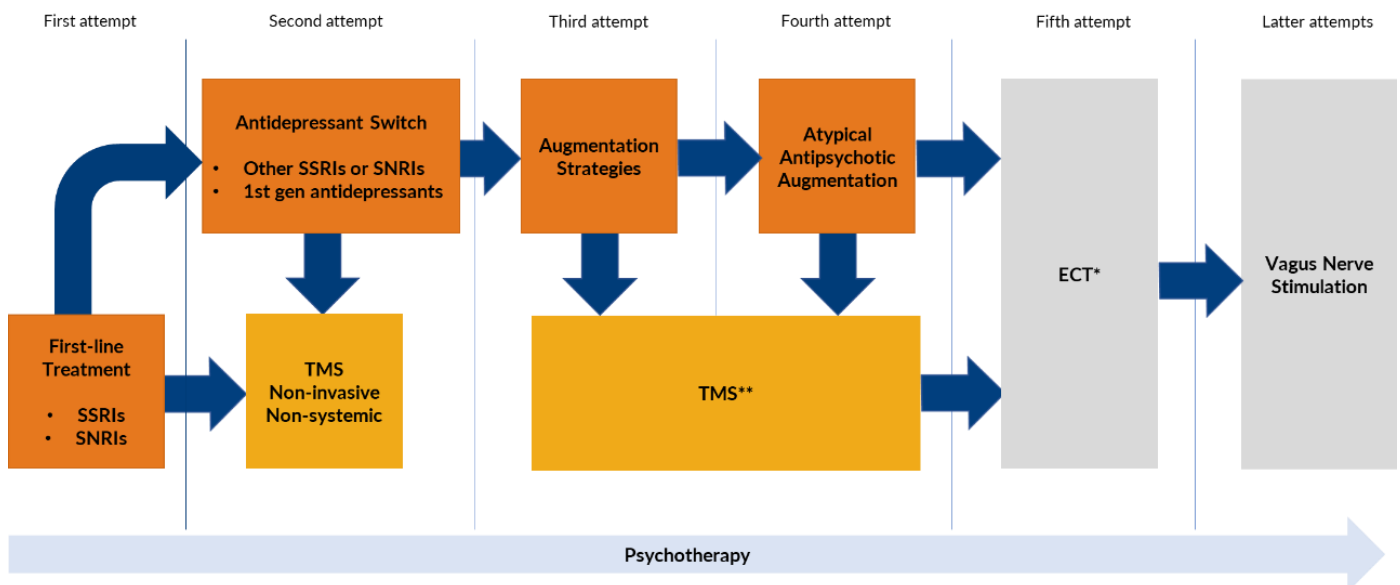 First attempt
Second attempt
Third attempt
Fourth attempt
Fifth attempt
Latter attempts
Antidepressant Switch
• Other SSRIs or SNRIs
• 1st gen antidepressants
Augmentation
Strategies
Atypical
Antipsychotic
Augmentation
ECT*
Vagus Nerve
Stimulation
First-line
Treatment
• SSRIs
• SNRIs
TMS
Non-invasive
Non-systemic
TMS**
Psychotherapy